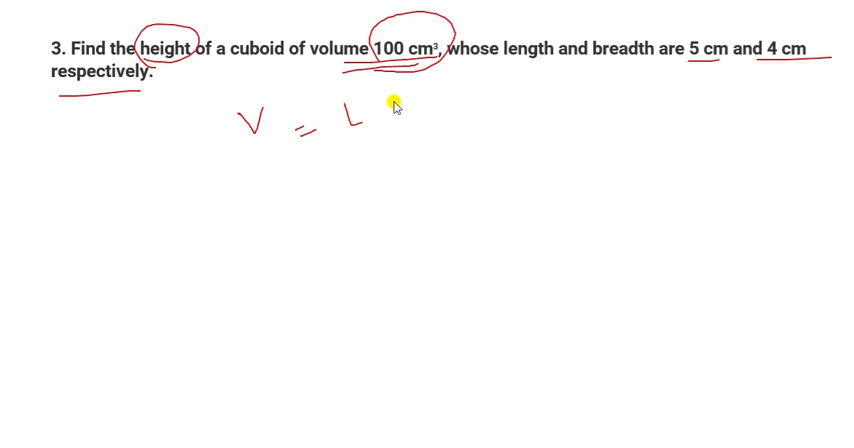 3. Find the height of a cuboid of volume 100 cm³, whose length and breadth are 5 cm and 4 cm
respectively.
V = L